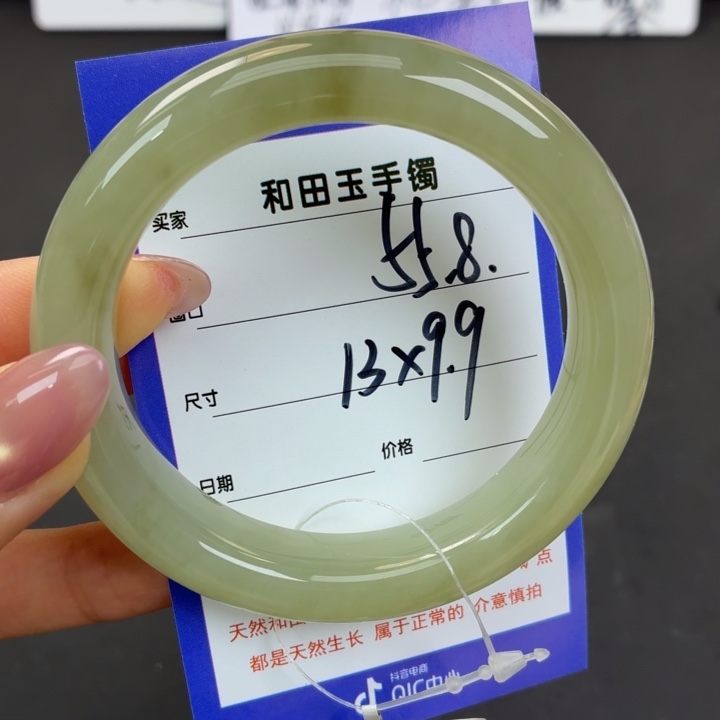 和田玉手镯
买家
55.8.
圈口
13×9.9
尺寸
价格
日期
点
天然和田
都是天然生长 属于正常的 介意慎拍
抖音电商
QIC中心